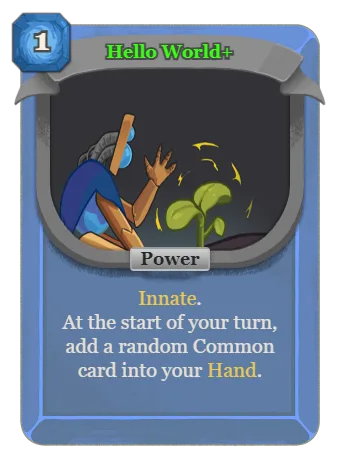 1
Hello World+
Power
Innate.
At the start of your turn,
add a random Common
card into your Hand.